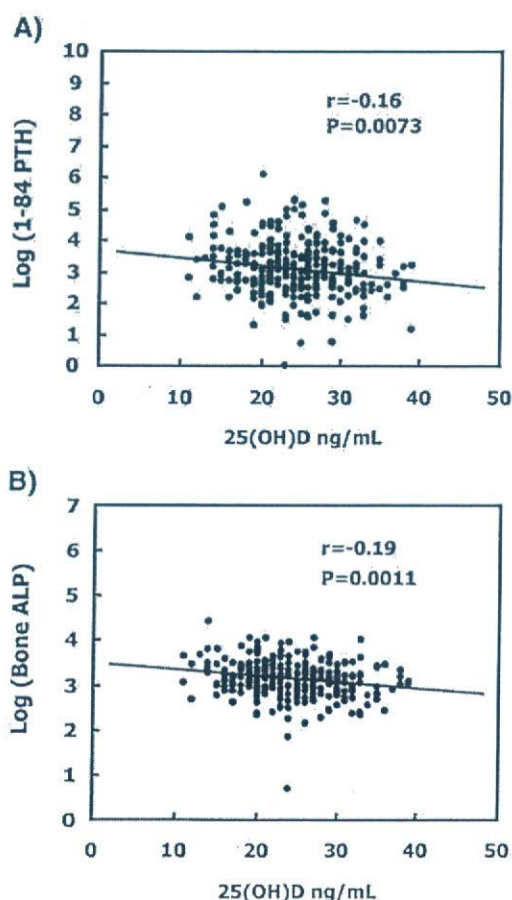 A)
10
9
8
7
6
5
4
3
2
1
0
Log (1-84 PTH)
r=-0.16
P=0.0073
0 10 20 30 40 50
25(OH)D ng/mL
B)
7
6
5
4
3
2
1
0
Log (Bone ALP)
r=-0.19
P=0.0011
0 10 20 30 40 50
25(OH)D ng/mL